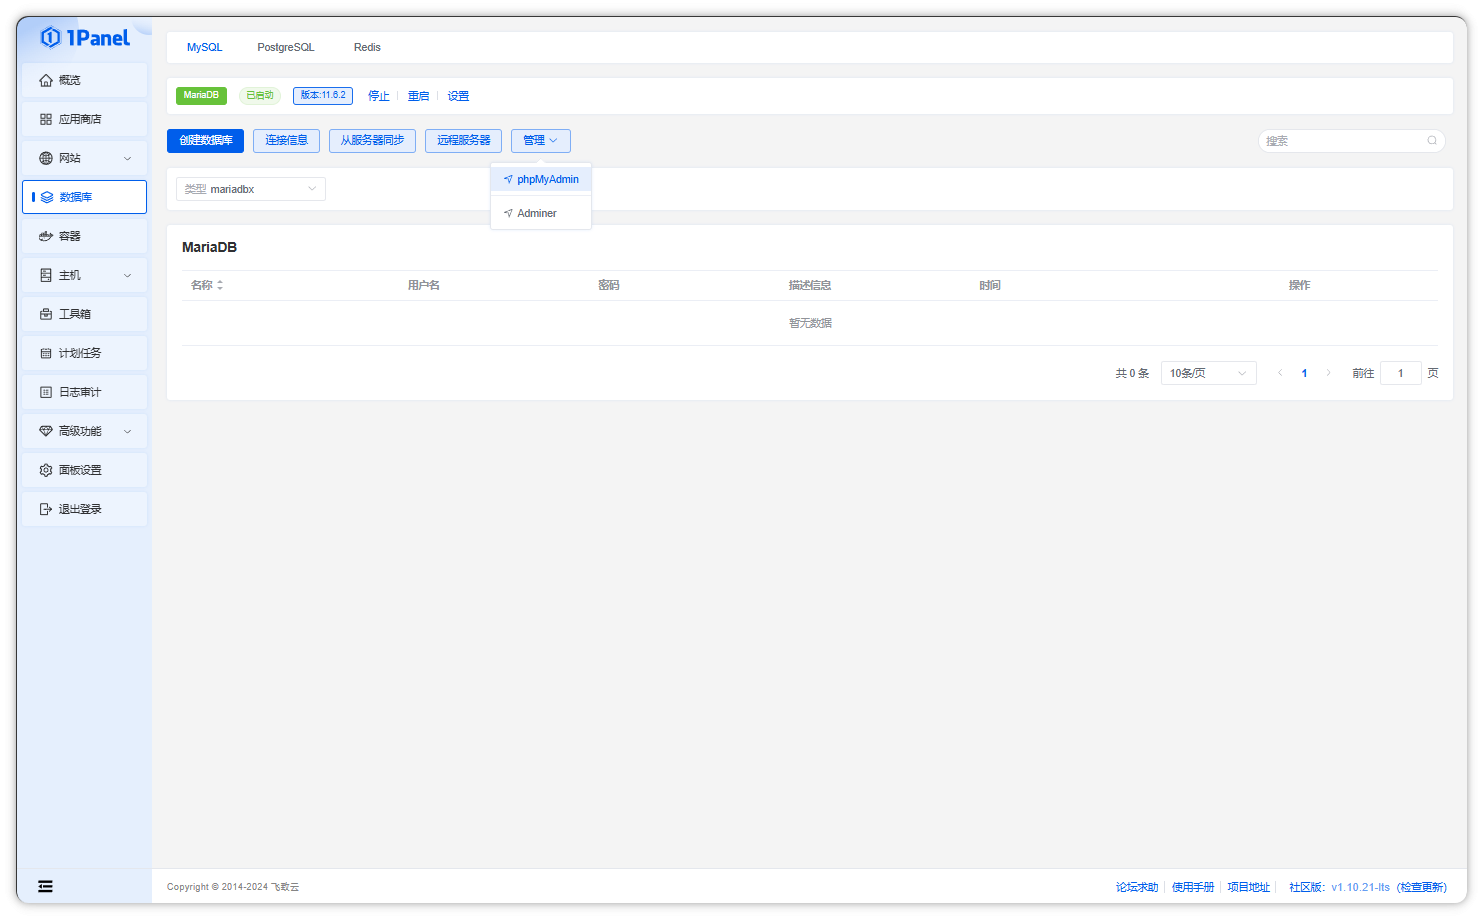 1Panel
概览
应用商店
网站
数据库
容器
主机
工具箱
计划任务
日志审计
高级功能
面板设置
退出登录
MySQL PostgreSQL Redis
MariaDB 已启动 版本:11.6.2 停止 重启 设置
创建数据库 连接信息 从服务器同步 远程服务器 管理 搜索
phpMyAdmin
类型 mariadbx
Adminer
MariaDB
名称 用户名 密码 描述信息 时间 操作
暂无数据
共 0 条 10条/页 1 前往 1 页
Copyright © 2014-2024 飞致云 论坛求助 使用手册 项目地址 社区版: v1.10.21-lts (检查更新)